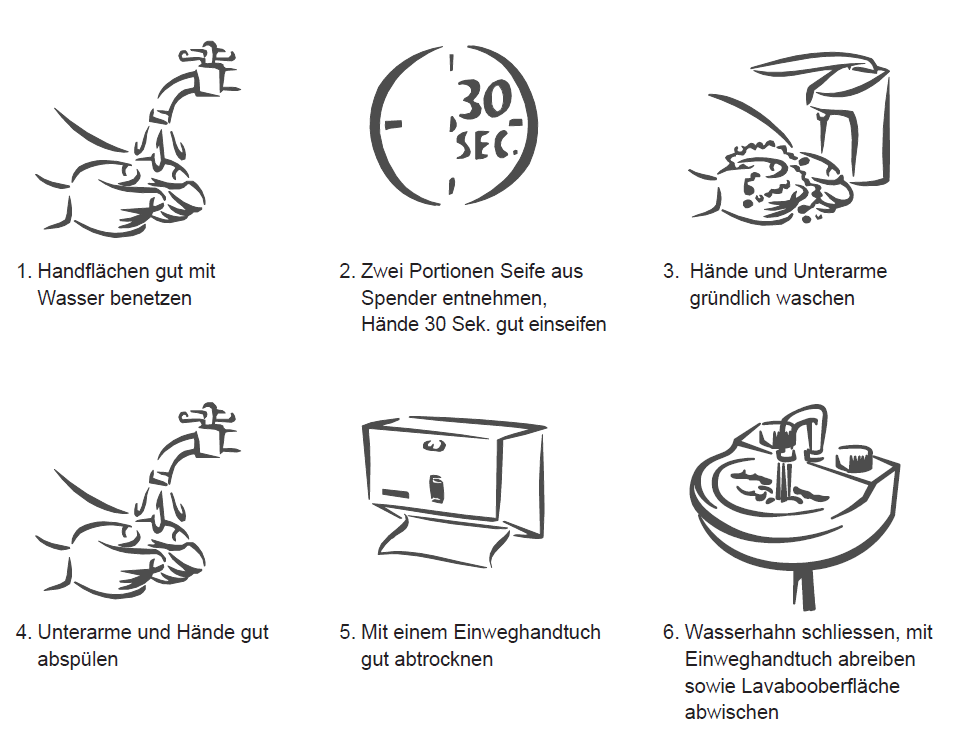 30
SEC.
1. Handflächen gut mit
Wasser benetzen
2. Zwei Portionen Seife aus
Spender entnehmen,
Hände 30 Sek. gut einseifen
3. Hände und Unterarme
gründlich waschen
4. Unterarme und Hände gut
abspülen
5. Mit einem Einweghandtuch
gut abtrocknen
6. Wasserhahn schliessen, mit
Einweghandtuch abreiben
sowie Lavabooberfläche
abwischen